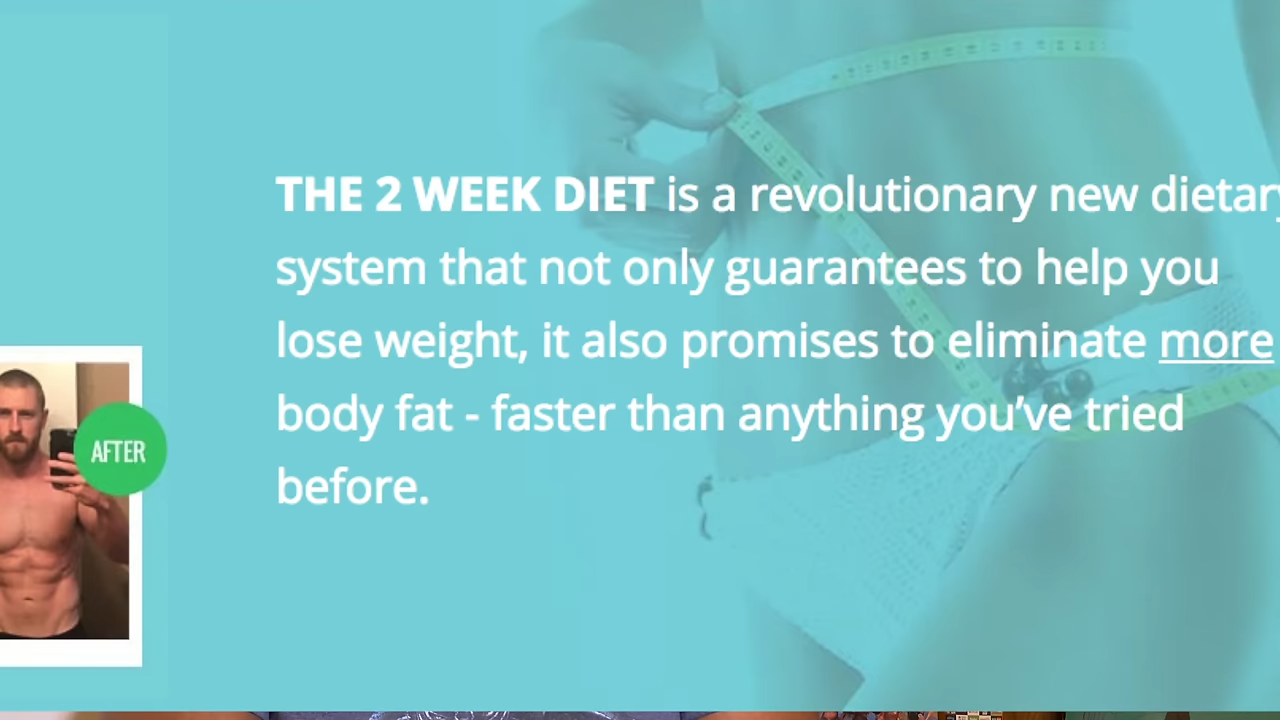 THE 2 WEEK DIET is a revolutionary new dietary
system that not only guarantees to help you
lose weight, it also promises to eliminate more
body fat - faster than anything you’ve tried
before.
AFTER